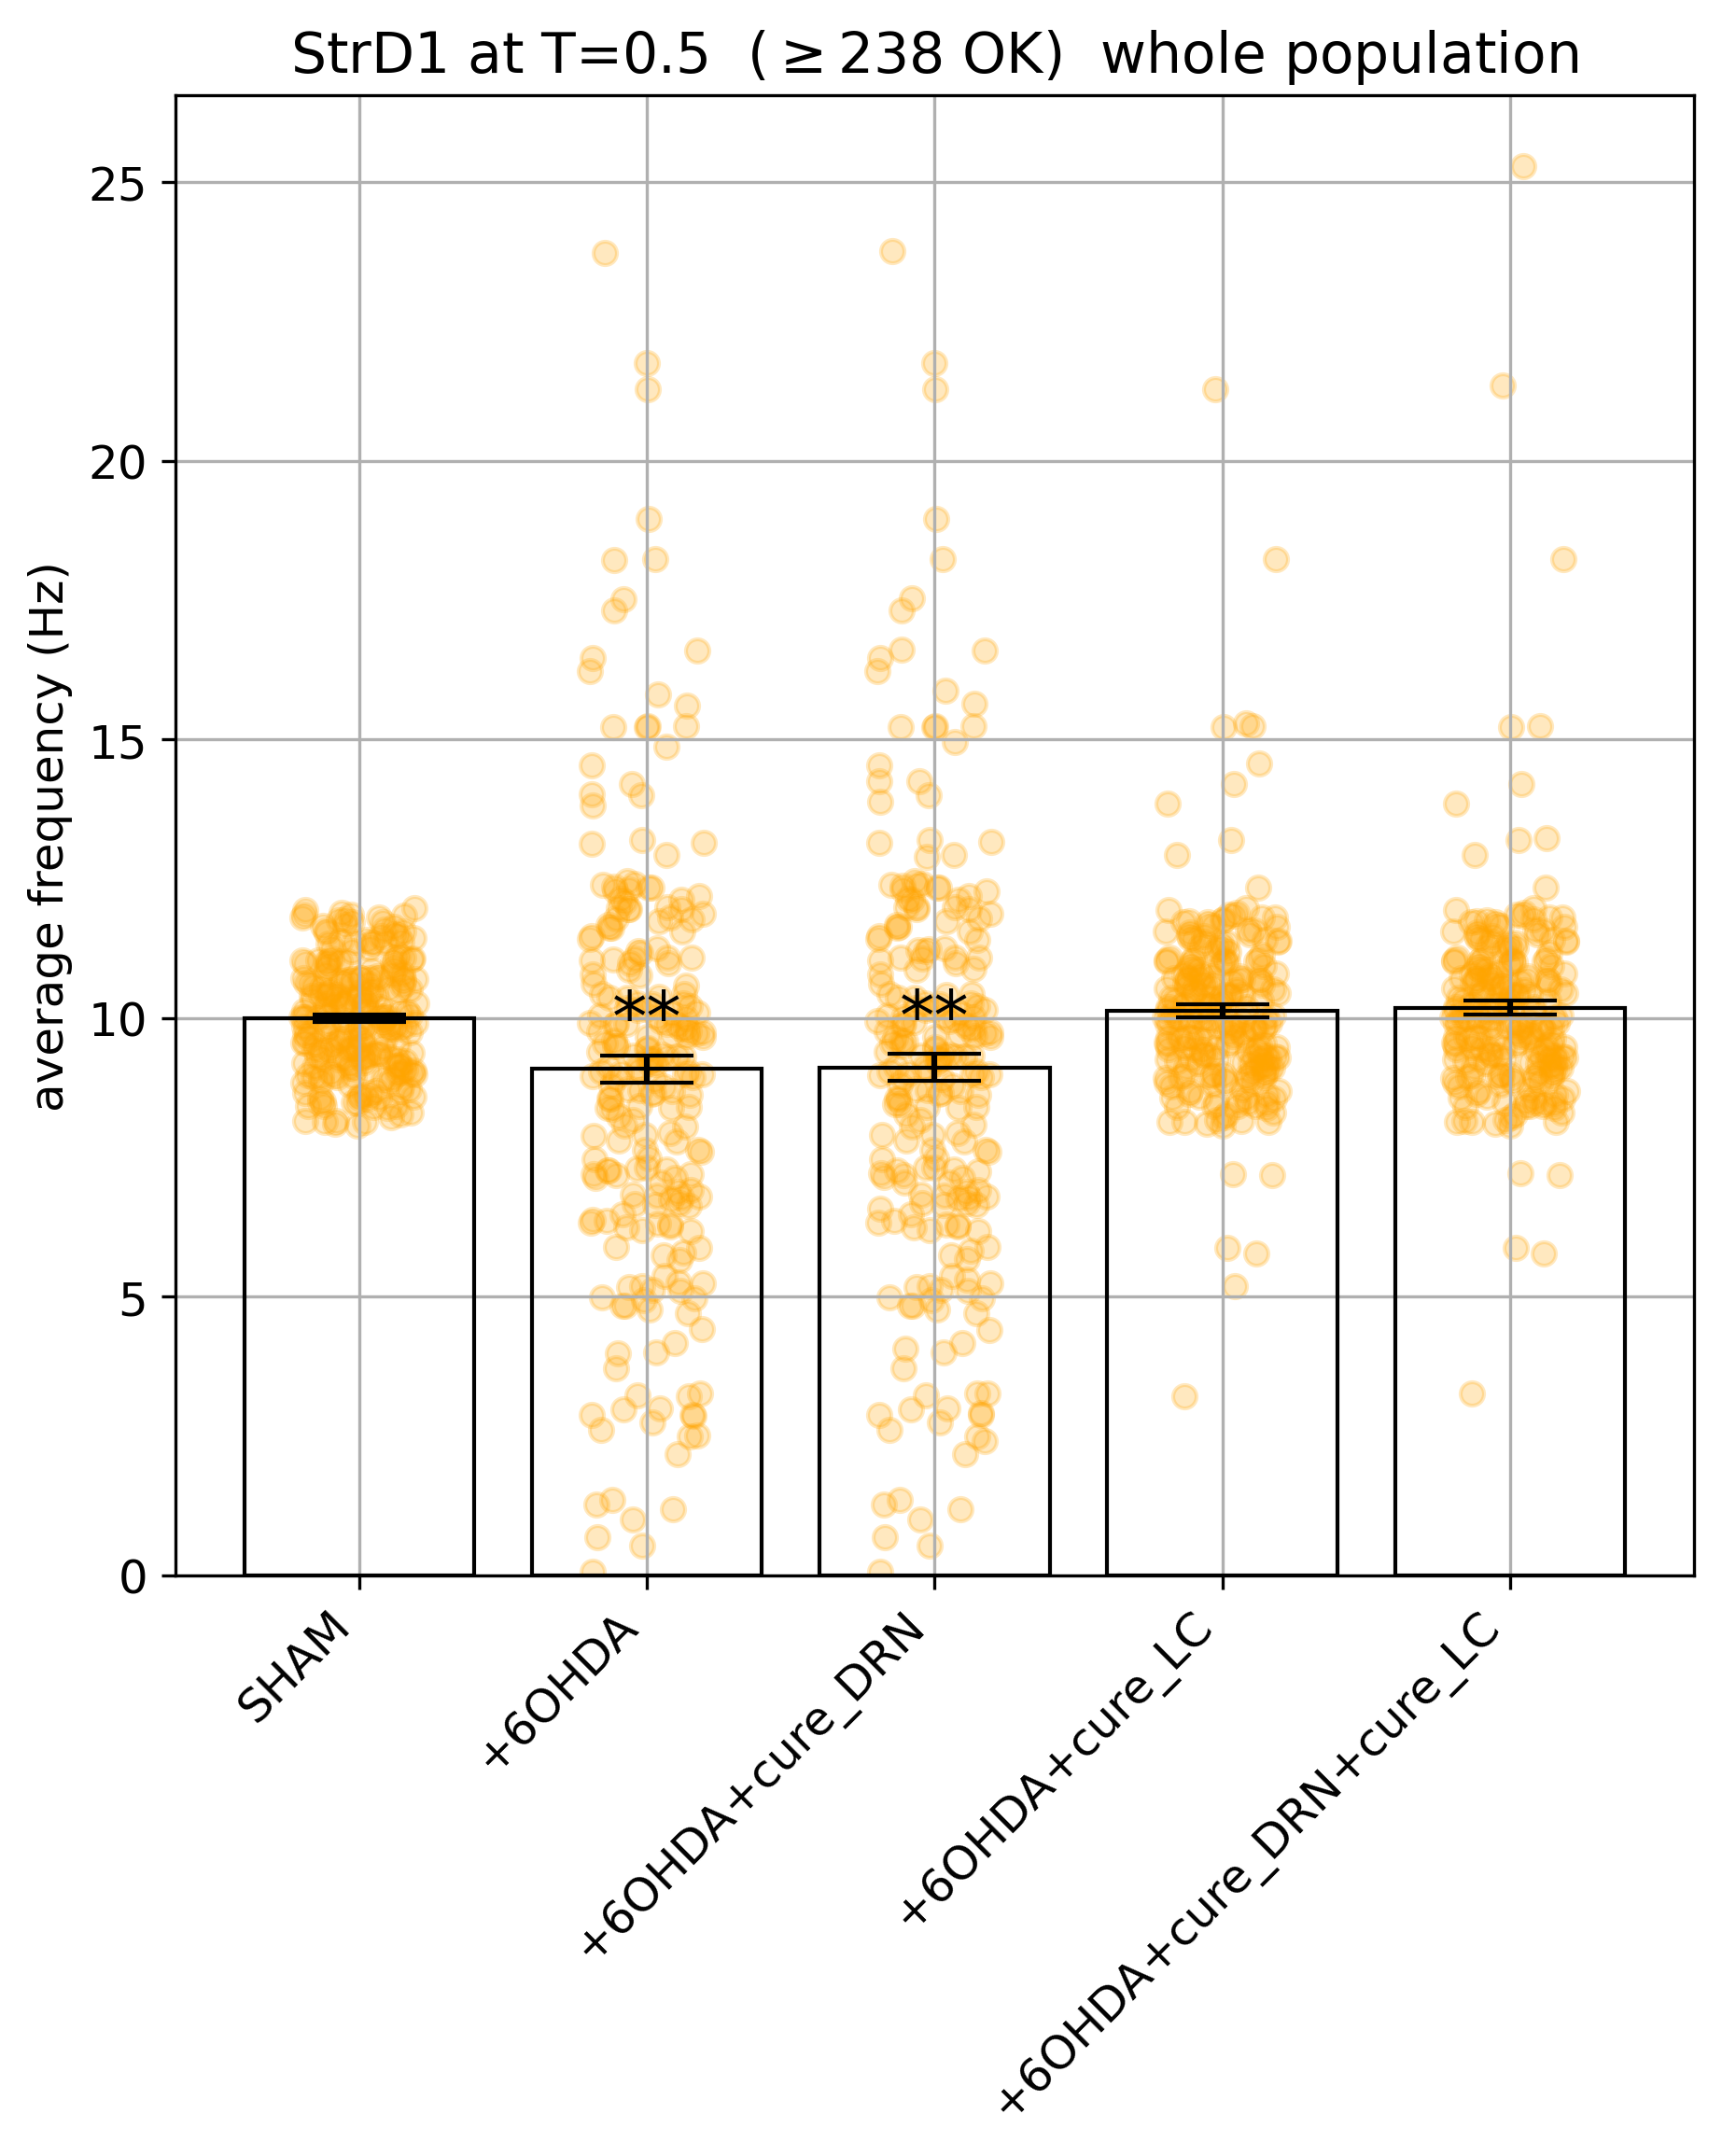 StrD1 at T=0.5 (≥238 OK) whole population
average frequency (Hz)
25
20
15
10
5
0
**
**
SHAM
+6OHDA
+6OHDA+cure_DRN
+6OHDA+cure_LC
+6OHDA+cure_DRN+cure_LC